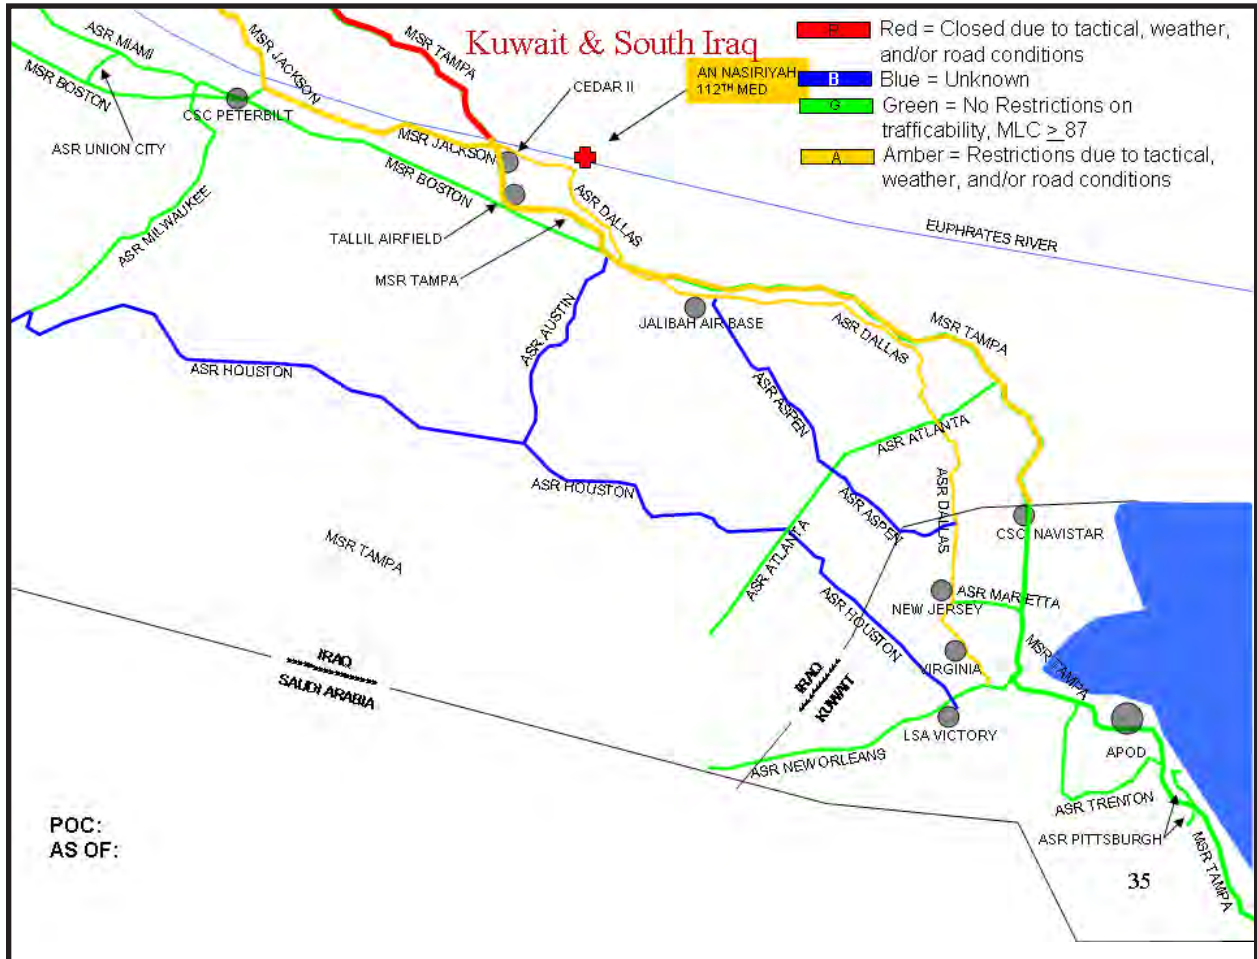 Kuwait & South Iraq
R
Red = Closed due to tactical, weather,
and/or road conditions
B
Blue = Unknown
G
Green = No Restrictions on
trafficability, MLC > 87
A
Amber = Restrictions due to tactical,
weather, and/or road conditions
ASR MIAMI
MSR BOSTON
MSR JACKSON
MSR TAMPA
AN NASIRIYAH
112TH MED
CEDAR II
CSC PETERBILT
ASR UNION CITY
MSR JACKSON
MSR BOSTON
ASR MILWAUKEE
TALLIL AIRFIELD
ASR DALLAS
EUPHRATES RIVER
MSR TAMPA
ASR AUSTIN
JALIBAH AIR BASE
ASR DALLAS
MSR TAMPA
ASR HOUSTON
ASR ASPEN
ASR ATLANTA
ASR HOUSTON
ASR ASPEN
ASR DALLAS
CSC NAVISTAR
MSR TAMPA
ASR ATLANTA
ASR HOUSTON
NEW JERSEY
ASR MARIETTA
IRAQ
SAUDI ARABIA
IRAQ
KUWAIT
VIRGINIA
MSR TAMPA
LSA VICTORY
APOD
ASR NEW ORLEANS
ASR TRENTON
ASR PITTSBURGH
MSR TAMPA
POC:
AS OF:
35